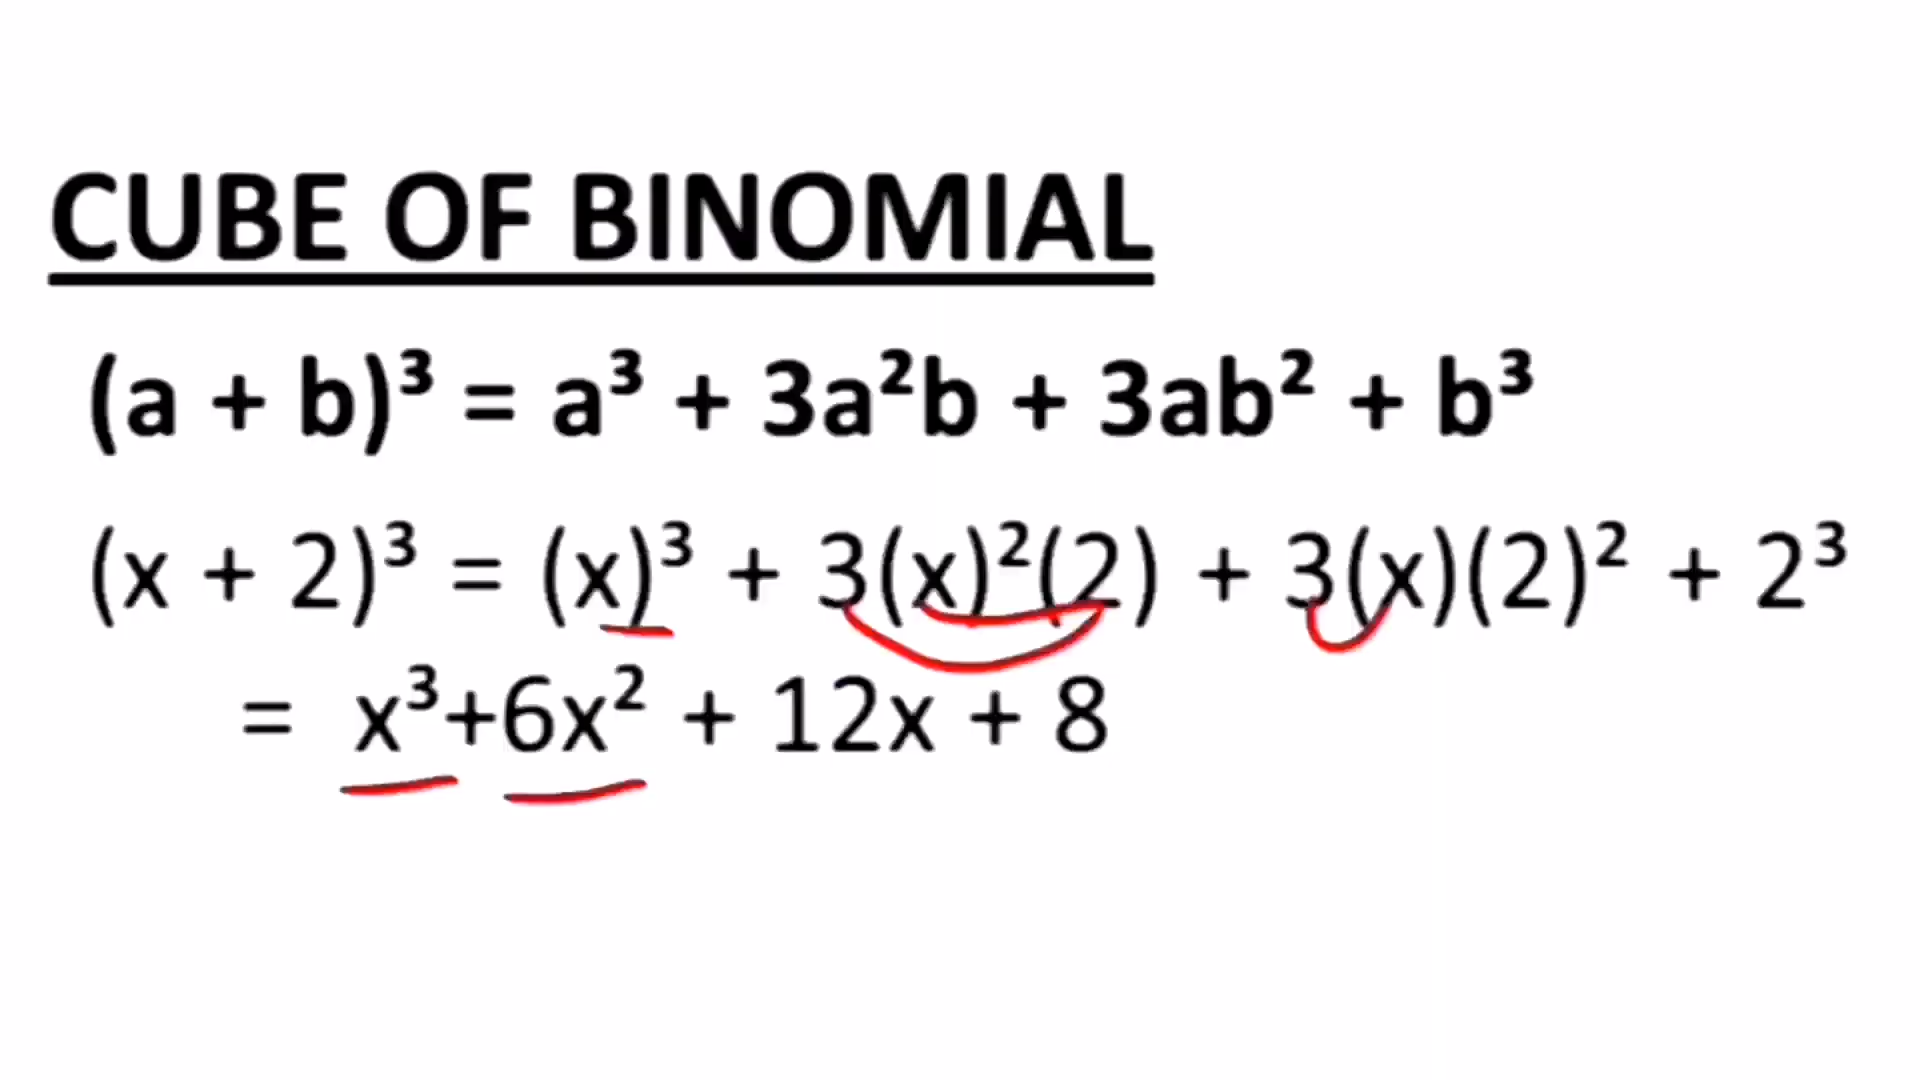 CUBE OF BINOMIAL
(a + b)³ = a³ + 3a²b + 3ab² + b³
(x + 2)³ = (x)³ + 3(x)²(2) + 3(x)(2)² + 2³
= x³+6x² + 12x + 8